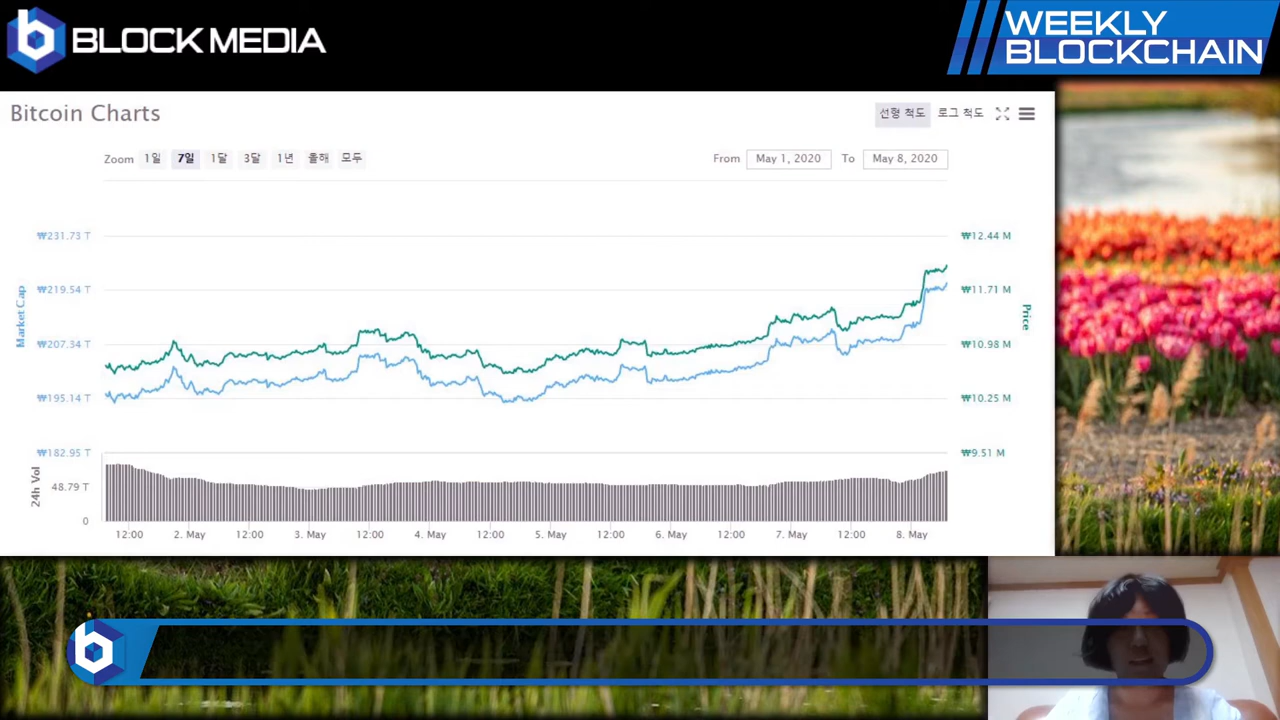 BLOCK MEDIA
WEEKLY
BLOCKCHAIN
Bitcoin Charts
선형 척도 로그 척도
Zoom 1일 7일 1달 3달 1년 올해 모두
From May 1, 2020 To May 8, 2020
₩231.73 T ₩12.44 M
₩219.54 T ₩11.71 M
Market Cap
Price
₩207.34 T ₩10.98 M
₩195.14 T ₩10.25 M
₩182.95 T ₩9.51 M
24h Vol
48.79 T
0
12:00 2. May 12:00 3. May 12:00 4. May 12:00 5. May 12:00 6. May 12:00 7. May 12:00 8. May